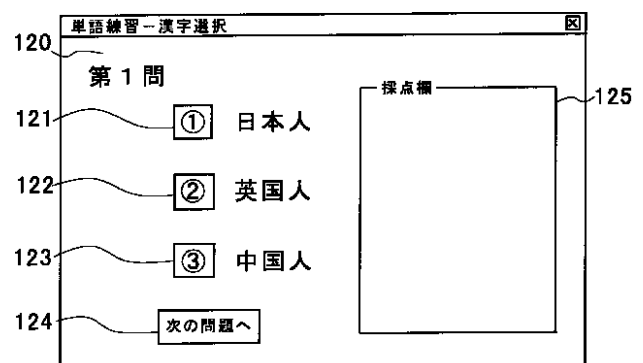 単語練習－漢字選択
120
第1問
採点欄
125
121
① 日本人
122
② 英国人
123
③ 中国人
124
次の問題へ